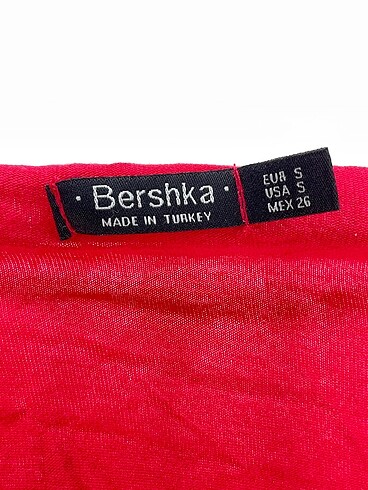 · Bershka ·
MADE IN TURKEY
EUR S
USA S
MEX 26